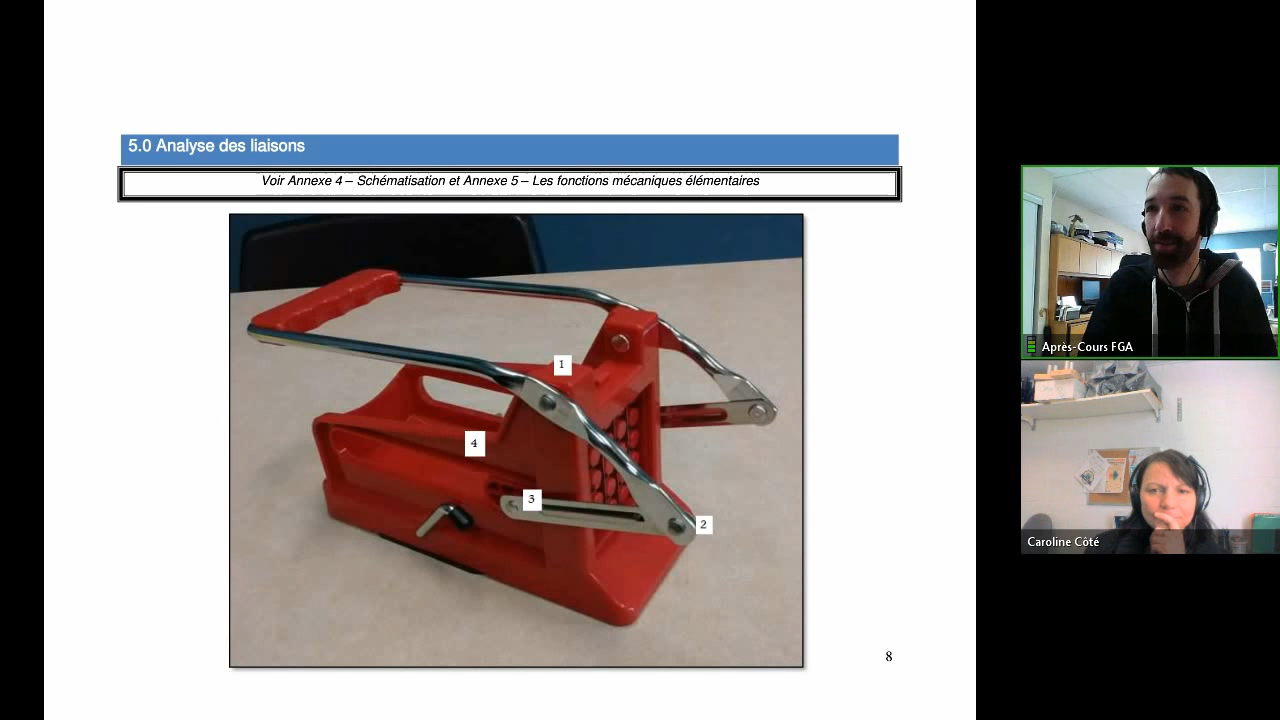 5.0 Analyse des liaisons
Voir Annexe 4 – Schématisation et Annexe 5 – Les fonctions mécaniques élémentaires
1
4
3
2
8
Après-Cours FGA
Caroline Côté